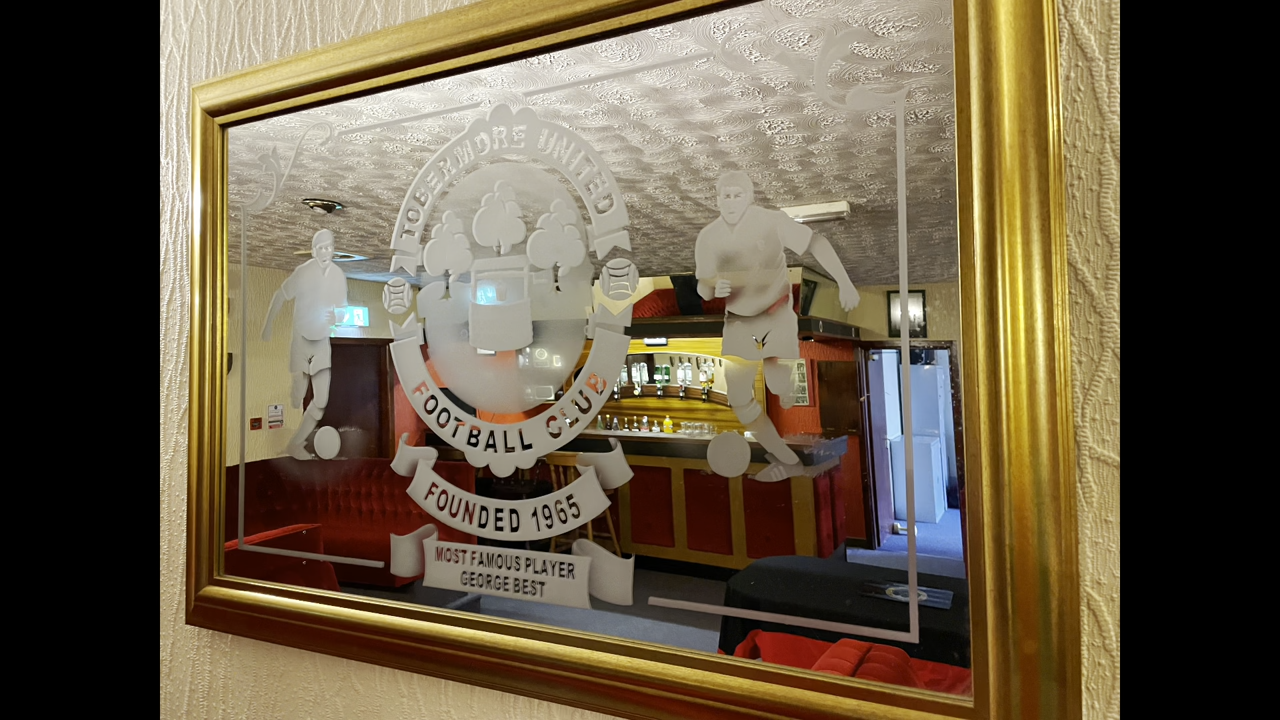 TOBERMORE UNITED
FOOTBALL CLUB
FOUNDED 1965
MOST FAMOUS PLAYER
GEORGE BEST